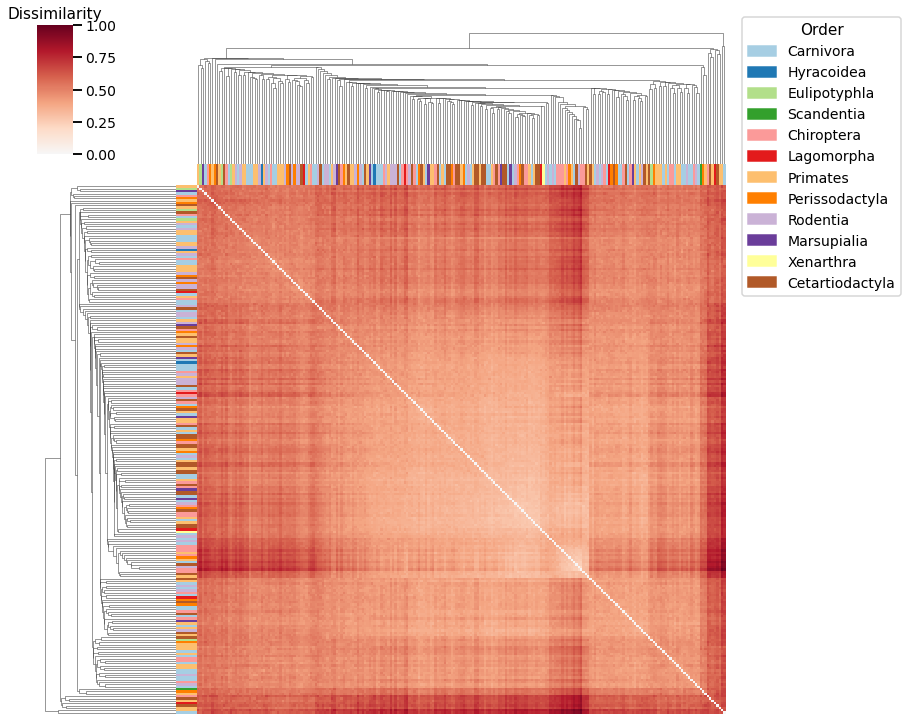 Dissimilarity
1.00
0.75
0.50
0.25
0.00
Order
Carnivora
Hyracoidea
Eulipotyphla
Scandentia
Chiroptera
Lagomorpha
Primates
Perissodactyla
Rodentia
Marsupialia
Xenarthra
Cetartiodactyla